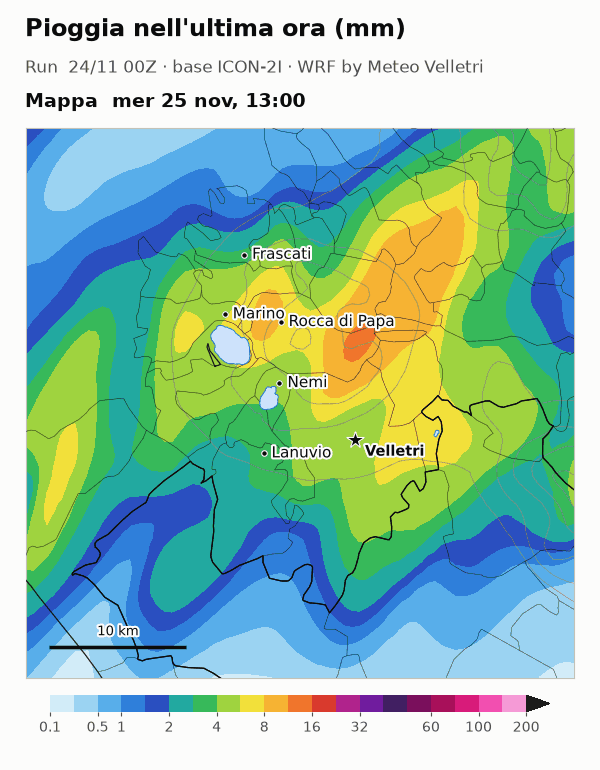 Pioggia nell'ultima ora (mm)
Run 24/11 00Z · base ICON-2I · WRF by Meteo Velletri
Mappa mer 25 nov, 13:00
Frascati
Marino
Rocca di Papa
Nemi
Velletri
Lanuvio
10 km
0.1 0.5 1 2 4 8 16 32 60 100 200